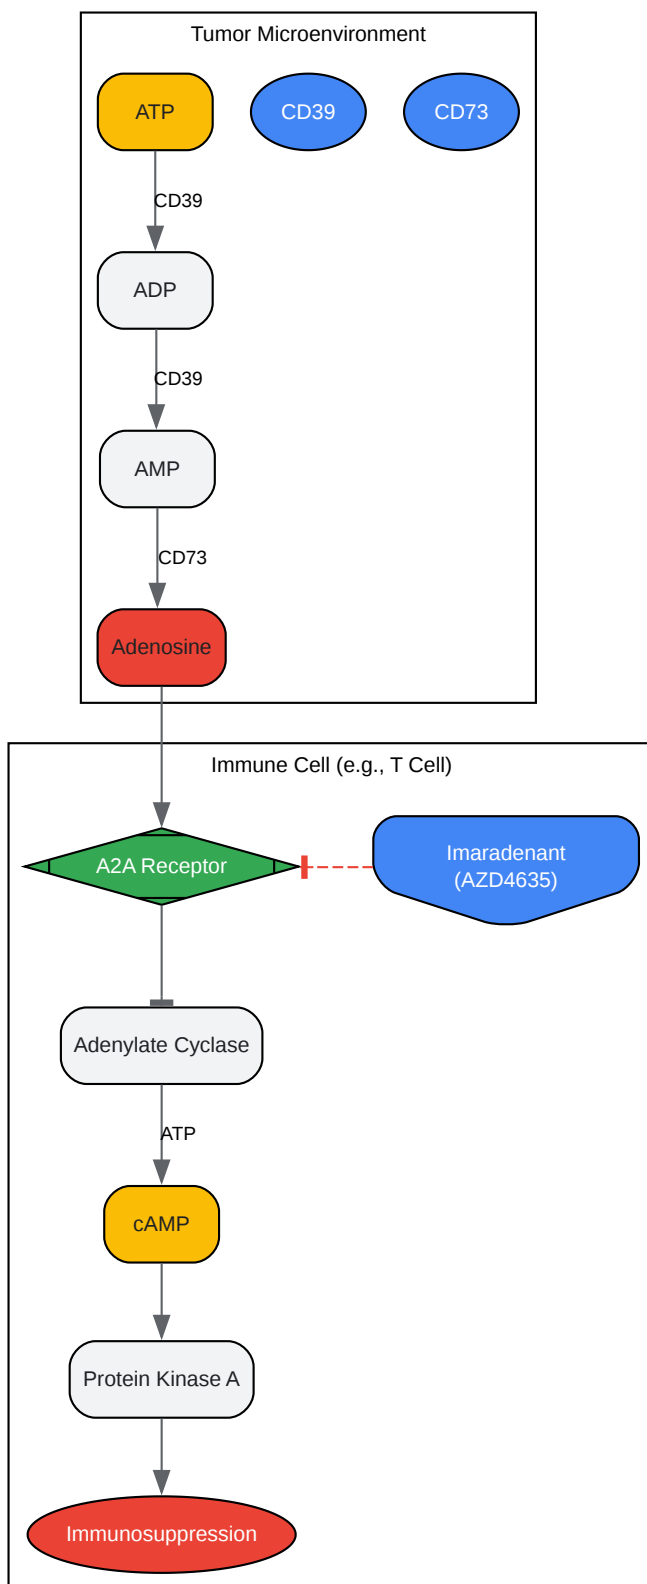 Tumor Microenvironment
ATP
CD39
CD73
CD39
ADP
CD39
AMP
CD73
Adenosine
Immune Cell (e.g., T Cell)
A2A Receptor
Imaradenant
(AZD4635)
Adenylate Cyclase
ATP
cAMP
Protein Kinase A
Immunosuppression